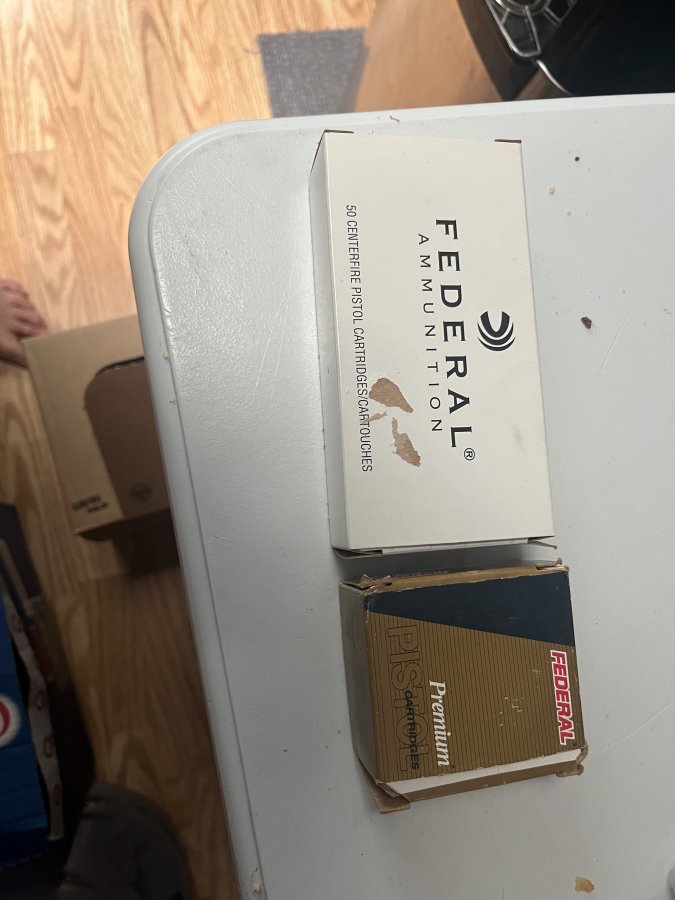 FEDERAL®
AMMUNITION
50 CENTERFIRE PISTOL CARTRIDGES/CARTOUCHES
FEDERAL
Premium®
CARTRIDGES
PISTOL